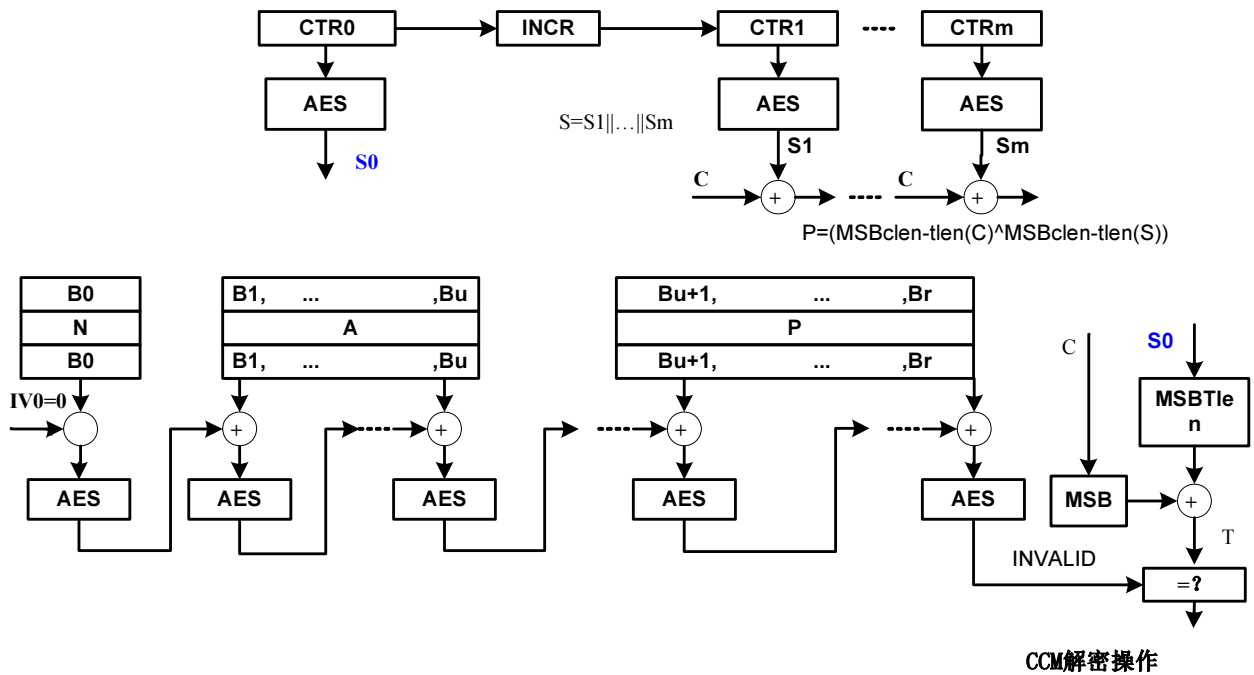 CTR0
INCR
CTR1
CTRm
AES
AES
AES
S=S1||…||Sm
S0
S1
Sm
C
+
C
+
P=(MSBclen-tlen(C)^MSBclen-tlen(S))
B0
N
B0
B1, ... ,Bu
A
B1, ... ,Bu
Bu+1, ... ,Br
P
Bu+1, ... ,Br
C
S0
MSBTle
n
IV0=0
+
+
+
+
AES
AES
AES
AES
AES
MSB
+
T
INVALID
=?
CCM解密操作